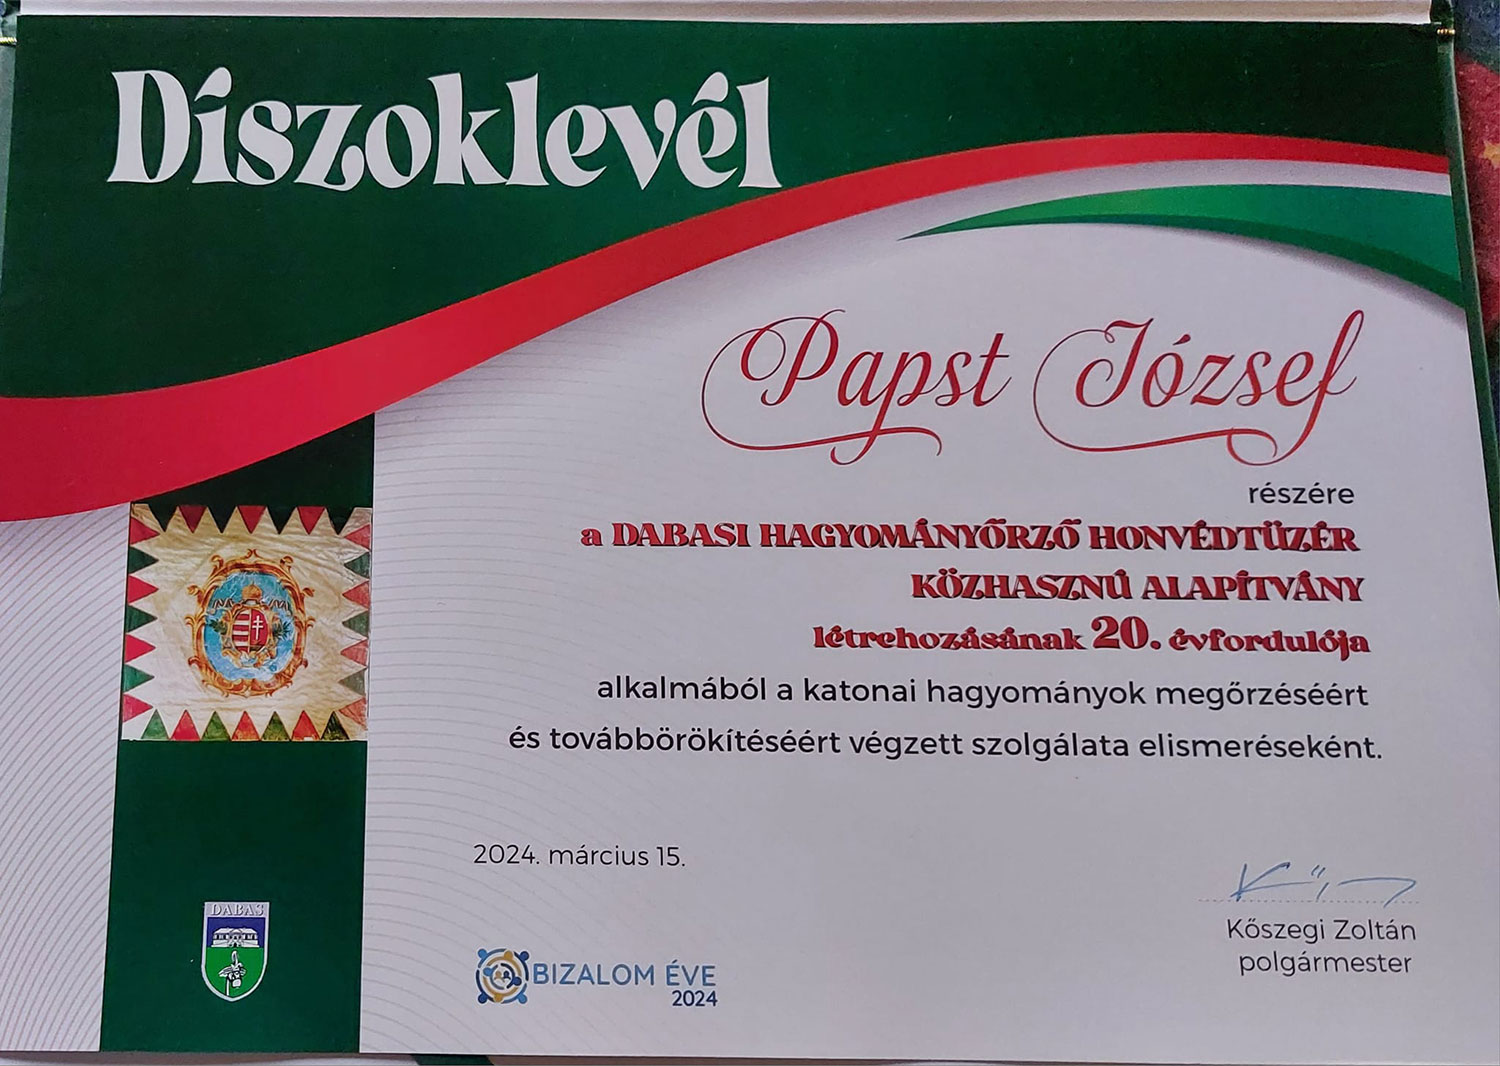 Díszoklevél
Papst József
részére
a DABASI HAGYOMÁNYŐRZŐ HONVÉDTÜZÉR
KÖZHASZNÚ ALAPÍTVÁNY
létrehozásának 20. évfordulója
alkalmából a katonai hagyományok megőrzéséért
és továbbörökítéséért végzett szolgálata elismeréseként.
2024. március 15.
Kőszegi Zoltán
polgármester
DABAS
BIZALOM ÉVE
2024